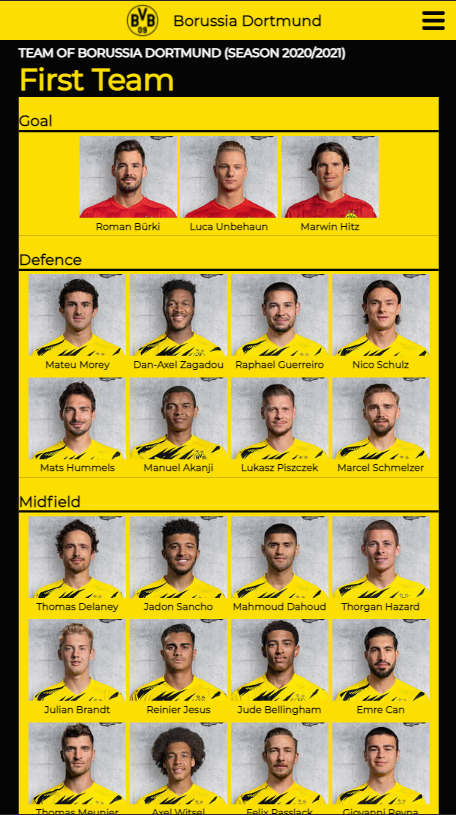 BVB
09
Borussia Dortmund
TEAM OF BORUSSIA DORTMUND (SEASON 2020/2021)
First Team
Goal
Roman Bürki
Luca Unbehaun
Marwin Hitz
Defence
Mateu Morey
Dan-Axel Zagadou
Raphael Guerreiro
Nico Schulz
Mats Hummels
Manuel Akanji
Lukasz Piszczek
Marcel Schmelzer
Midfield
Thomas Delaney
Jadon Sancho
Mahmoud Dahoud
Thorgan Hazard
Julian Brandt
Reinier Jesus
Jude Bellingham
Emre Can
Thomas Meunier
Axel Witsel
Felix Passlack
Giovanni Reyna